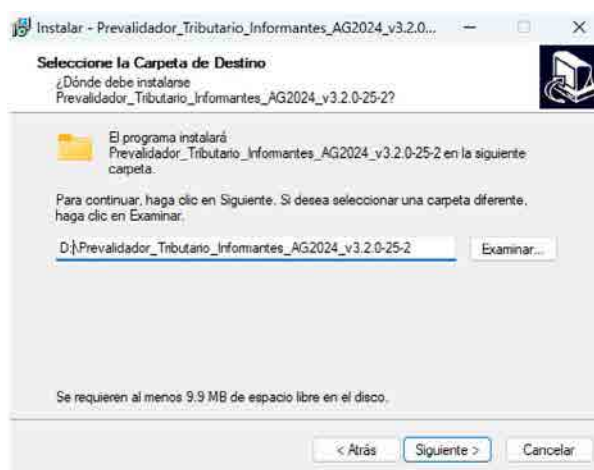 Instalar - Prevalidador_Tributario_Informantes_AG2024_v3.2.0...
Seleccione la Carpeta de Destino
¿Dónde debe instalarse
Prevalidador_Tributario_Informantes_AG2024_v3.2.0-25-2?
El programa instalará
Prevalidador_Tributario_Informantes_AG2024_v3.2.0-25-2 en la siguiente
carpeta.
Para continuar, haga clic en Siguiente. Si desea seleccionar una carpeta diferente,
haga clic en Examinar.
D:\Prevalidador_Tributario_Informantes_AG2024_v3.2.0-25-2
Examinar...
Se requieren al menos 9.9 MB de espacio libre en el disco.
< Atrás
Siguiente >
Cancelar